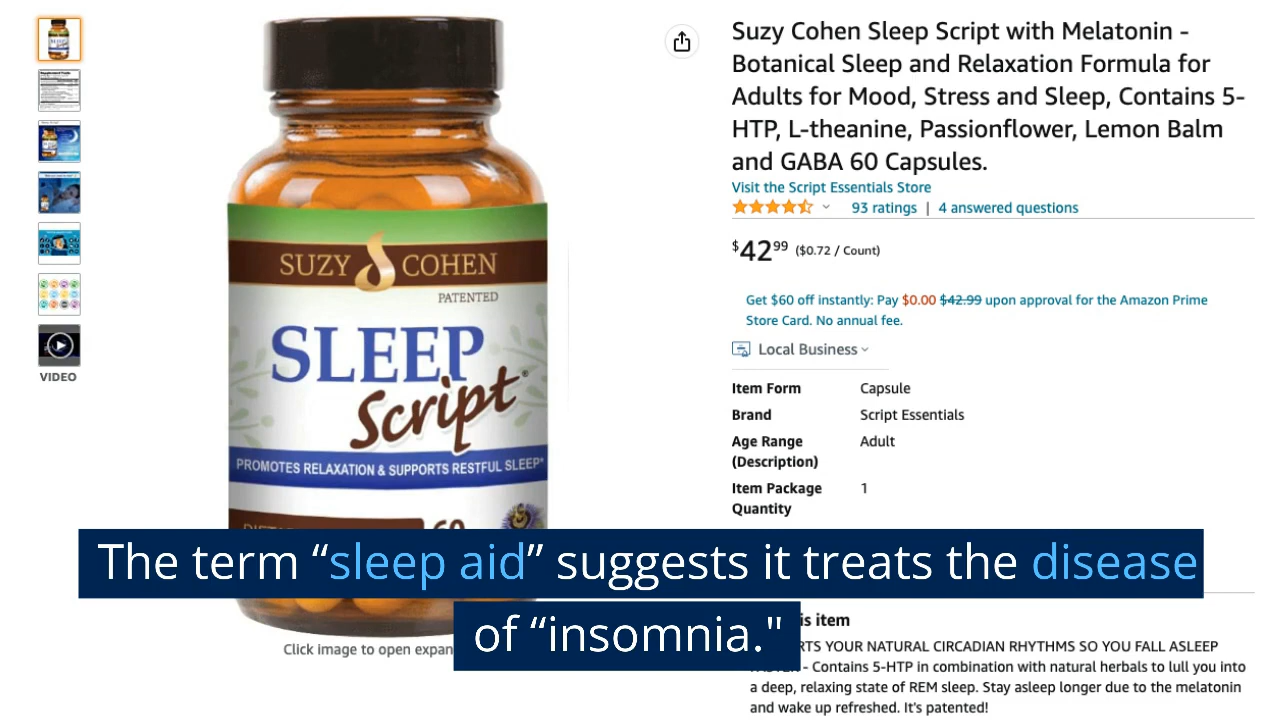 Suzy Cohen Sleep Script with Melatonin -
Botanical Sleep and Relaxation Formula for
Adults for Mood, Stress and Sleep, Contains 5-
HTP, L-theanine, Passionflower, Lemon Balm
and GABA 60 Capsules.
Visit the Script Essentials Store
93 ratings | 4 answered questions
$42 99 ($0.72 / Count)
Get $60 off instantly: Pay $0.00 $42.99 upon approval for the Amazon Prime
Store Card. No annual fee.
Local Business
Item Form Capsule
Brand Script Essentials
Age Range Adult
(Description)
Item Package 1
Quantity
SUZY COHEN
PATENTED
SLEEP
Script®
PROMOTES RELAXATION & SUPPORTS RESTFUL SLEEP*
60
VIDEO
The term “sleep aid” suggests it treats the disease
of “insomnia."
Click image to open expan
is item
RTS YOUR NATURAL CIRCADIAN RHYTHMS SO YOU FALL ASLEEP
- Contains 5-HTP in combination with natural herbals to lull you into
a deep, relaxing state of REM sleep. Stay asleep longer due to the melatonin
and wake up refreshed. It's patented!